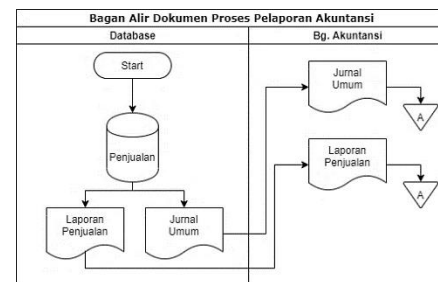 Bagan Alir Dokumen Proses Pelaporan Akuntansi
Database
Bg. Akuntansi
Start
Penjualan
Laporan
Penjualan
Jurnal
Umum
Jurnal
Umum
A
Laporan
Penjualan
A